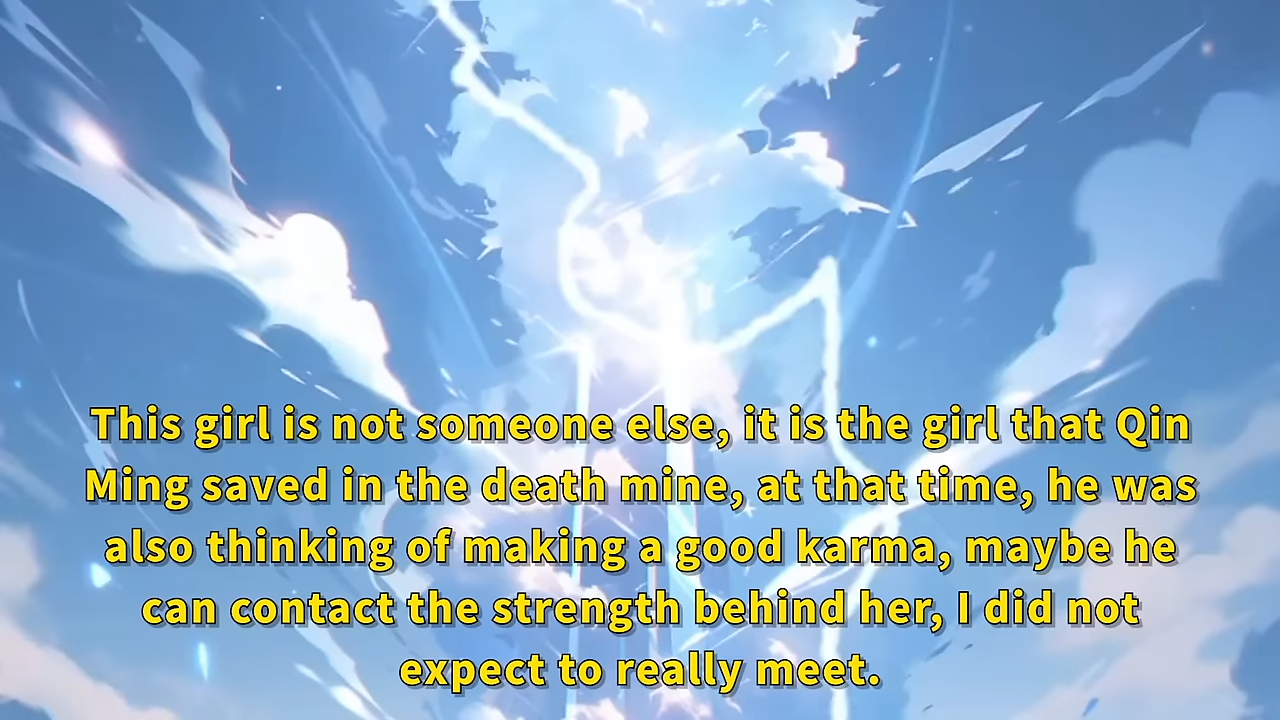 This girl is not someone else, it is the girl that Qin
Ming saved in the death mine, at that time, he was
also thinking of making a good karma, maybe he
can contact the strength behind her, I did not
expect to really meet.